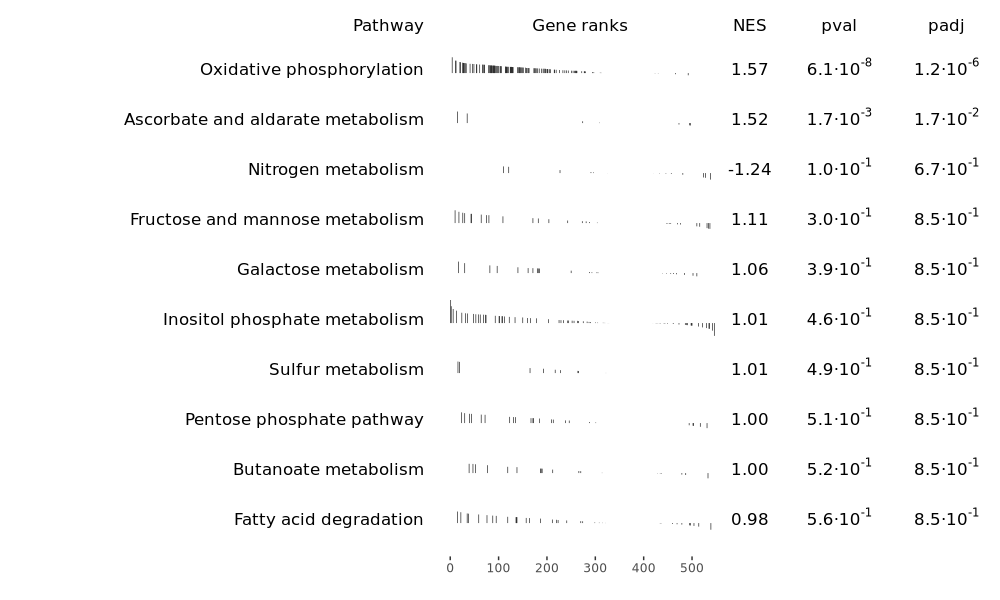 Pathway Gene ranks NES pval padj
Oxidative phosphorylation 1.57 6.1·10⁻⁸ 1.2·10⁻⁶
Ascorbate and aldarate metabolism 1.52 1.7·10⁻³ 1.7·10⁻²
Nitrogen metabolism -1.24 1.0·10⁻¹ 6.7·10⁻¹
Fructose and mannose metabolism 1.11 3.0·10⁻¹ 8.5·10⁻¹
Galactose metabolism 1.06 3.9·10⁻¹ 8.5·10⁻¹
Inositol phosphate metabolism 1.01 4.6·10⁻¹ 8.5·10⁻¹
Sulfur metabolism 1.01 4.9·10⁻¹ 8.5·10⁻¹
Pentose phosphate pathway 1.00 5.1·10⁻¹ 8.5·10⁻¹
Butanoate metabolism 1.00 5.2·10⁻¹ 8.5·10⁻¹
Fatty acid degradation 0.98 5.6·10⁻¹ 8.5·10⁻¹
0 100 200 300 400 500